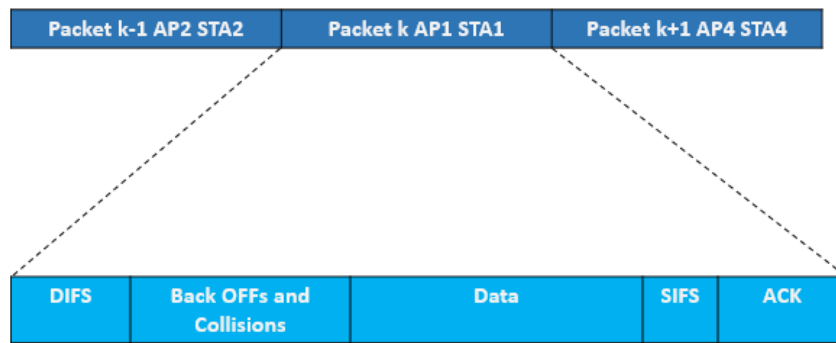 Packet k-1 AP2 STA2
Packet k AP1 STA1
Packet k+1 AP4 STA4
DIFS
Back OFFs and
Collisions
Data
SIFS
ACK